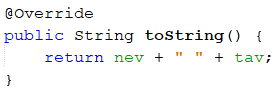 @Override
public String toString() {
    return nev + " " + tav;
}